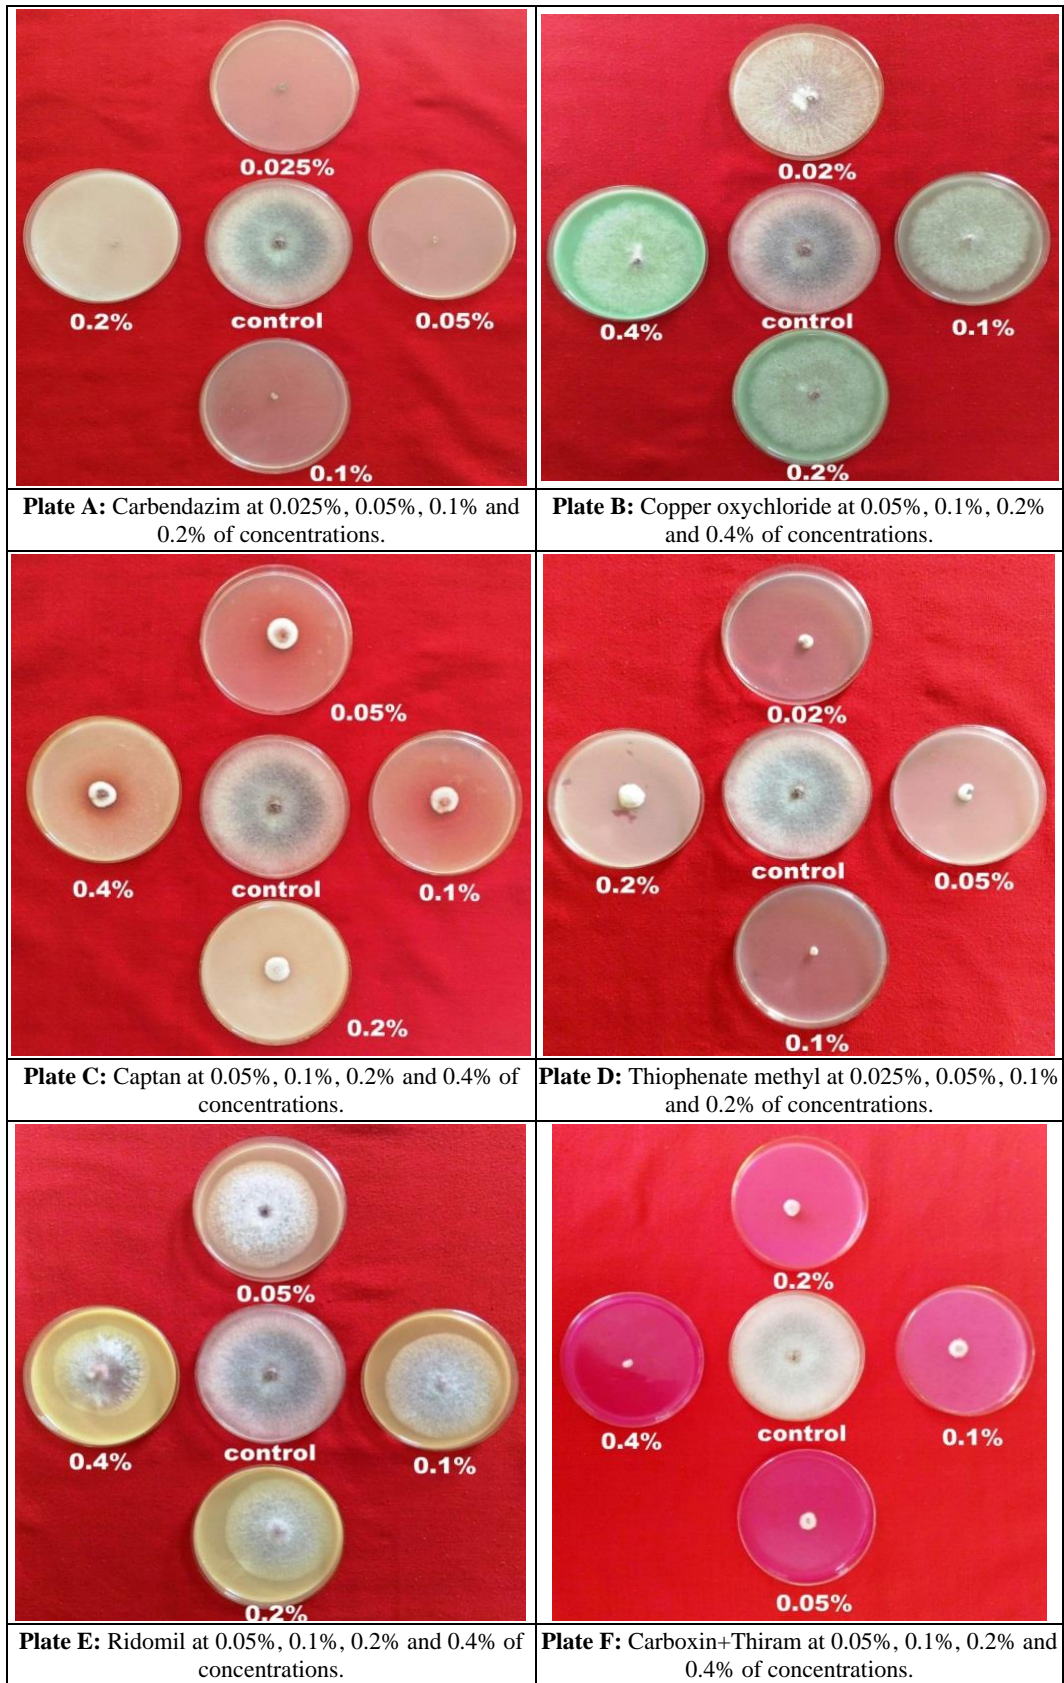 0.025%
0.2%
control
0.05%
0.1%
0.02%
0.4%
control
0.1%
0.2%
Plate A: Carbendazim at 0.025%, 0.05%, 0.1% and
0.2% of concentrations.
Plate B: Copper oxychloride at 0.05%, 0.1%, 0.2%
and 0.4% of concentrations.
0.05%
0.4%
control
0.1%
0.2%
0.02%
0.2%
control
0.05%
0.1%
Plate C: Captan at 0.05%, 0.1%, 0.2% and 0.4% of
concentrations.
Plate D: Thiophenate methyl at 0.025%, 0.05%, 0.1%
and 0.2% of concentrations.
0.05%
0.4%
control
0.1%
0.2%
0.2%
0.4%
control
0.1%
0.05%
Plate E: Ridomil at 0.05%, 0.1%, 0.2% and 0.4% of
concentrations.
Plate F: Carboxin+Thiram at 0.05%, 0.1%, 0.2% and
0.4% of concentrations.